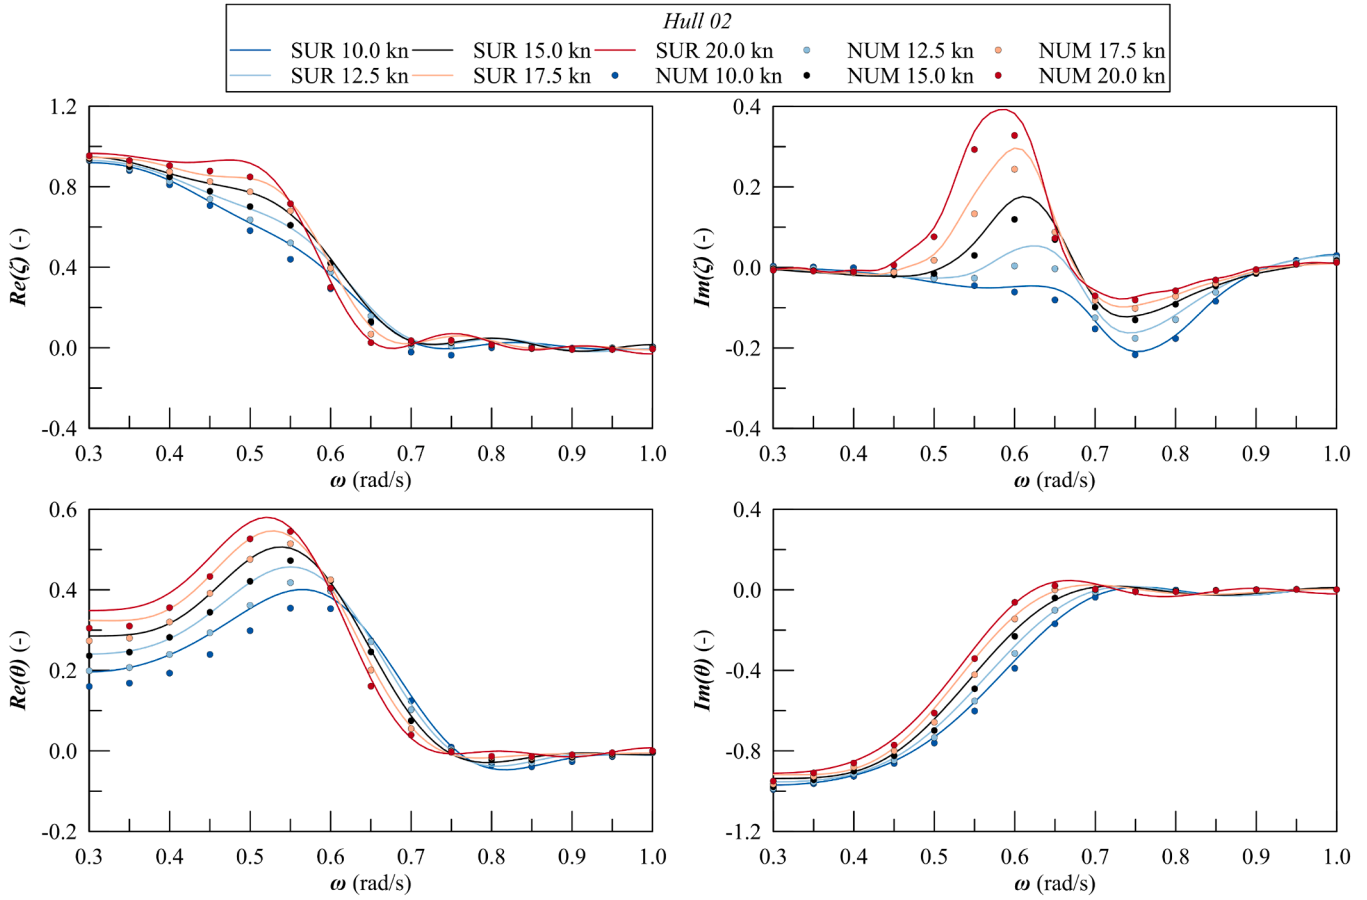 Hull 02
SUR 10.0 kn SUR 15.0 kn SUR 20.0 kn NUM 12.5 kn NUM 17.5 kn
SUR 12.5 kn SUR 17.5 kn NUM 10.0 kn NUM 15.0 kn NUM 20.0 kn
1.2
0.8
0.4
0.0
-0.4
Re(ζ) (-)
0.3 0.4 0.5 0.6 0.7 0.8 0.9 1.0
ω (rad/s)
0.4
0.2
0.0
-0.2
-0.4
Im(ζ) (-)
0.3 0.4 0.5 0.6 0.7 0.8 0.9 1.0
ω (rad/s)
0.6
0.4
0.2
0.0
-0.2
Re(θ) (-)
0.3 0.4 0.5 0.6 0.7 0.8 0.9 1.0
ω (rad/s)
0.4
0.0
-0.4
-0.8
-1.2
Im(θ) (-)
0.3 0.4 0.5 0.6 0.7 0.8 0.9 1.0
ω (rad/s)